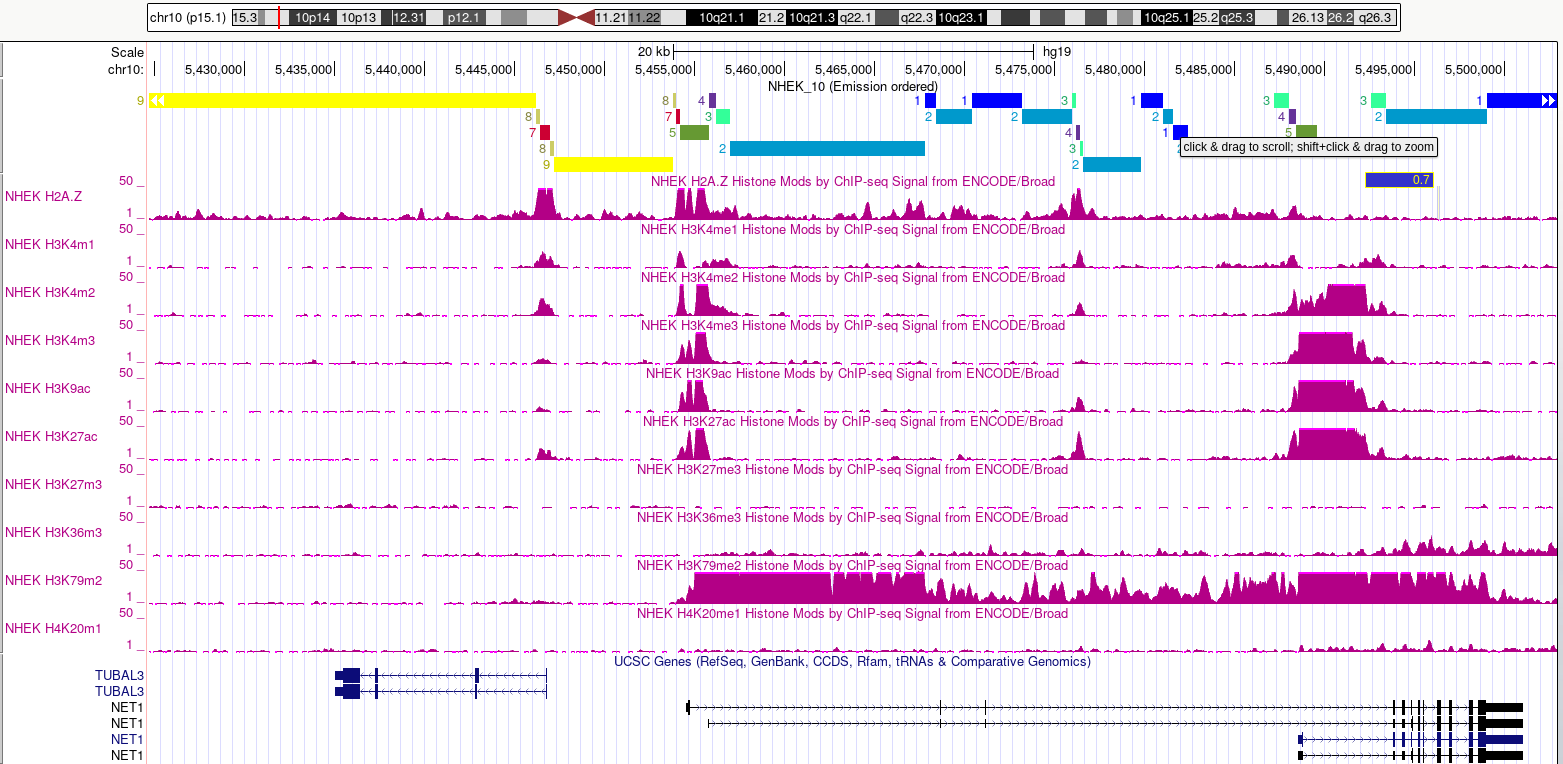 chr10 (p15.1) 15.3 10p14 10p13 12.31 p12.1 11.21 11.22 10q21.1 21.2 10q21.3 q22.1 q22.3 10q23.1 10q25.1 25.2 q25.3 26.13 26.2 q26.3
Scale 20 kb hg19
chr10: 5,430,000 5,435,000 5,440,000 5,445,000 5,450,000 5,455,000 5,460,000 5,465,000 5,470,000 5,475,000 5,480,000 5,485,000 5,490,000 5,495,000 5,500,000
NHEK_10 (Emission ordered)
9 8 4 1 1 3 1 3 3 1
8 7 3 2 2 2 4 2
7 5 4 1 5
8 2 3 2 click & drag to scroll; shift+click & drag to zoom
9 2
50 NHEK H2A.Z Histone Mods by ChIP-seq Signal from ENCODE/Broad 0.7
NHEK H2A.Z
1
50 NHEK H3K4me1 Histone Mods by ChIP-seq Signal from ENCODE/Broad
NHEK H3K4m1
1
50 NHEK H3K4me2 Histone Mods by ChIP-seq Signal from ENCODE/Broad
NHEK H3K4m2
1
50 NHEK H3K4me3 Histone Mods by ChIP-seq Signal from ENCODE/Broad
NHEK H3K4m3
1
50 NHEK H3K9ac Histone Mods by ChIP-seq Signal from ENCODE/Broad
NHEK H3K9ac
1
50 NHEK H3K27ac Histone Mods by ChIP-seq Signal from ENCODE/Broad
NHEK H3K27ac
1
50 NHEK H3K27me3 Histone Mods by ChIP-seq Signal from ENCODE/Broad
NHEK H3K27m3
1
50 NHEK H3K36me3 Histone Mods by ChIP-seq Signal from ENCODE/Broad
NHEK H3K36m3
1
50 NHEK H3K79me2 Histone Mods by ChIP-seq Signal from ENCODE/Broad
NHEK H3K79m2
1
50 NHEK H4K20me1 Histone Mods by ChIP-seq Signal from ENCODE/Broad
NHEK H4K20m1
1
UCSC Genes (RefSeq, GenBank, CCDS, Rfam, tRNAs & Comparative Genomics)
TUBAL3
TUBAL3
NET1
NET1
NET1
NET1